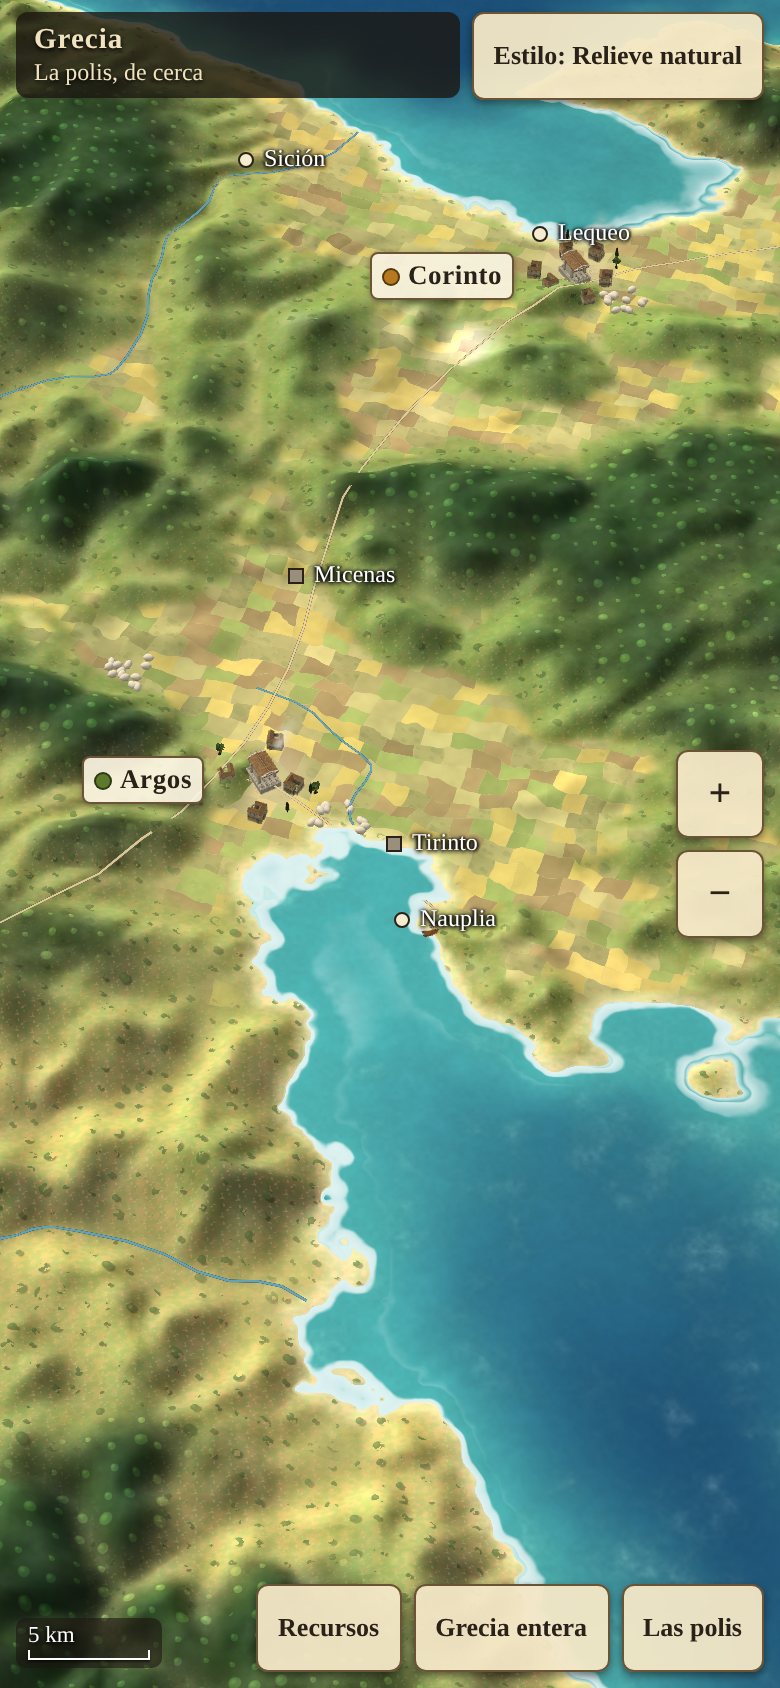 Grecia
La polis, de cerca
Estilo: Relieve natural
Sición
Lequeo
Corinto
Micenas
Argos
+
Tirinto
−
Nauplia
5 km
Recursos
Grecia entera
Las polis